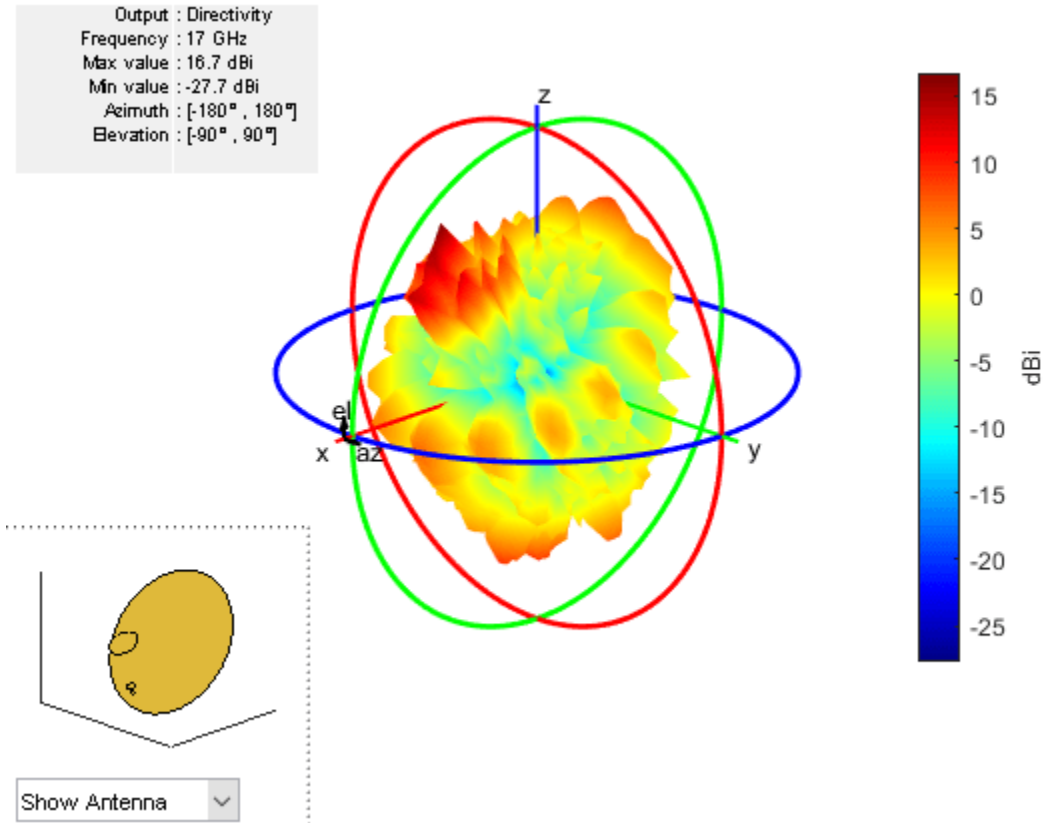 Output : Directivity
Frequency : 17 GHz
Max value : 16.7 dBi
Min value : -27.7 dBi
Azimuth : [-180° , 180°]
Elevation : [-90° , 90°]
z
x
y
el
az
15
10
5
0
-5
-10
-15
-20
-25
dBi
Show Antenna